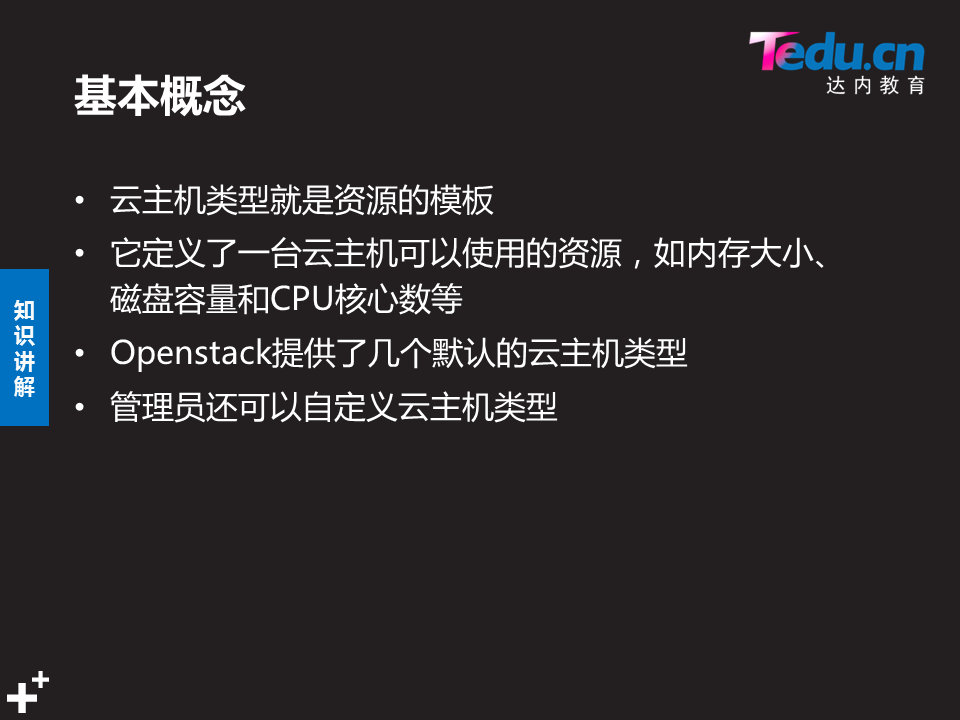 Tedu.cn
达内教育
基本概念
• 云主机类型就是资源的模板
• 它定义了一台云主机可以使用的资源，如内存大小、
磁盘容量和CPU核心数等
• Openstack提供了几个默认的云主机类型
• 管理员还可以自定义云主机类型
知
识
讲
解